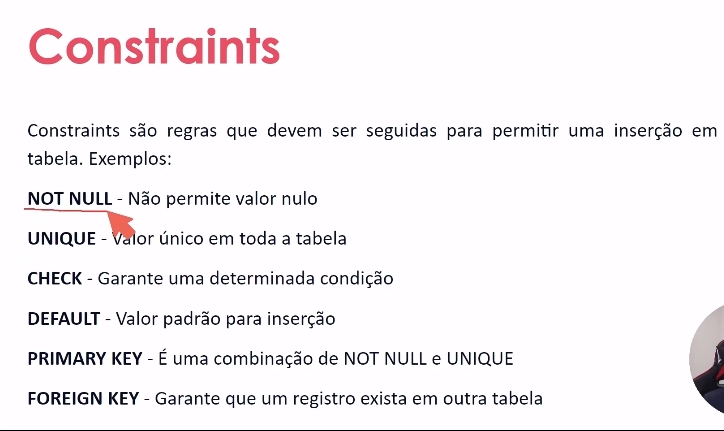 Constraints
Constraints são regras que devem ser seguidas para permitir uma inserção em
tabela. Exemplos:
NOT NULL - Não permite valor nulo
UNIQUE - Valor único em toda a tabela
CHECK - Garante uma determinada condição
DEFAULT - Valor padrão para inserção
PRIMARY KEY - É uma combinação de NOT NULL e UNIQUE
FOREIGN KEY - Garante que um registro exista em outra tabela